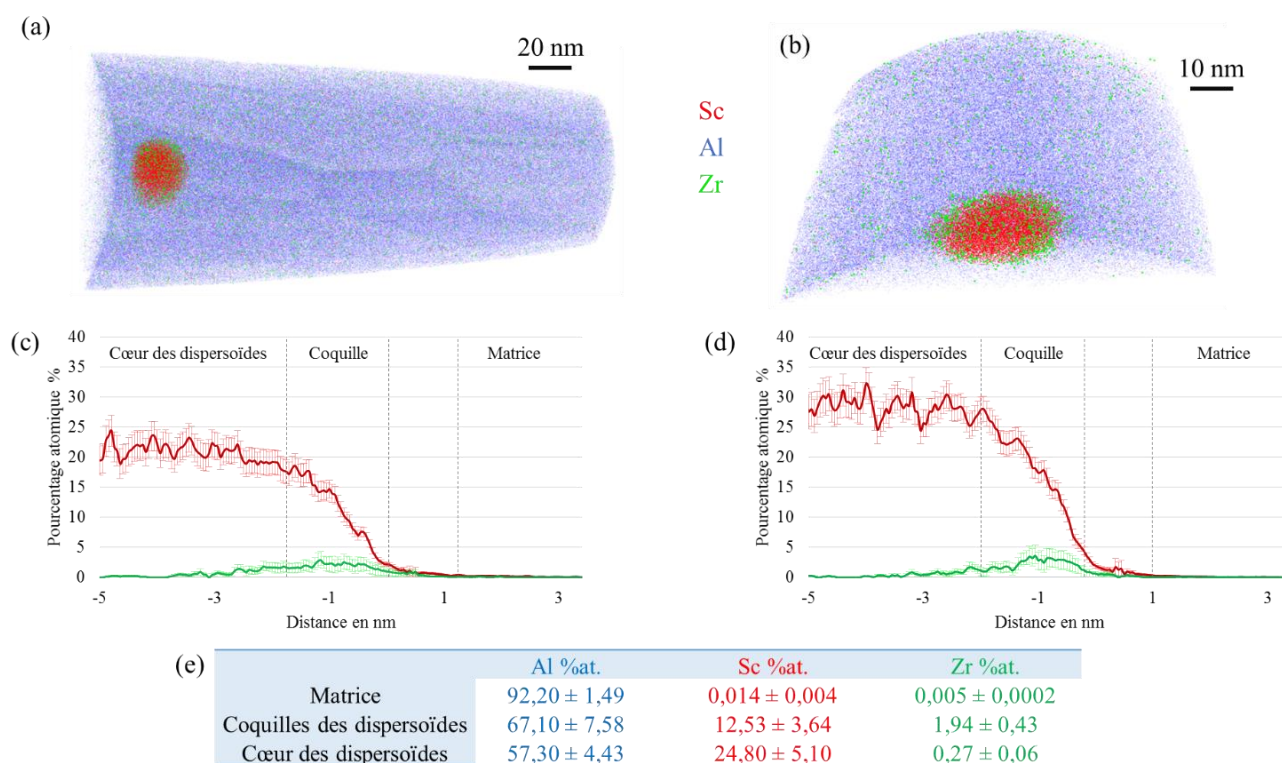 (a)
20 nm
(b)
10 nm
Sc
Al
Zr
(c)
Pourcentage atomique %
40
35
30
25
20
15
10
5
0
Cœur des dispersoïdes Coquille Matrice
-5 -3 -1 1 3
Distance en nm
(d)
Pourcentage atomique %
40
35
30
25
20
15
10
5
0
Cœur des dispersoïdes Coquille Matrice
-5 -3 -1 1 3
Distance en nm
(e)
Al %at. Sc %at. Zr %at.
Matrice 92,20 ± 1,49 0,014 ± 0,004 0,005 ± 0,0002
Coquilles des dispersoïdes 67,10 ± 7,58 12,53 ± 3,64 1,94 ± 0,43
Cœur des dispersoïdes 57,30 ± 4,43 24,80 ± 5,10 0,27 ± 0,06